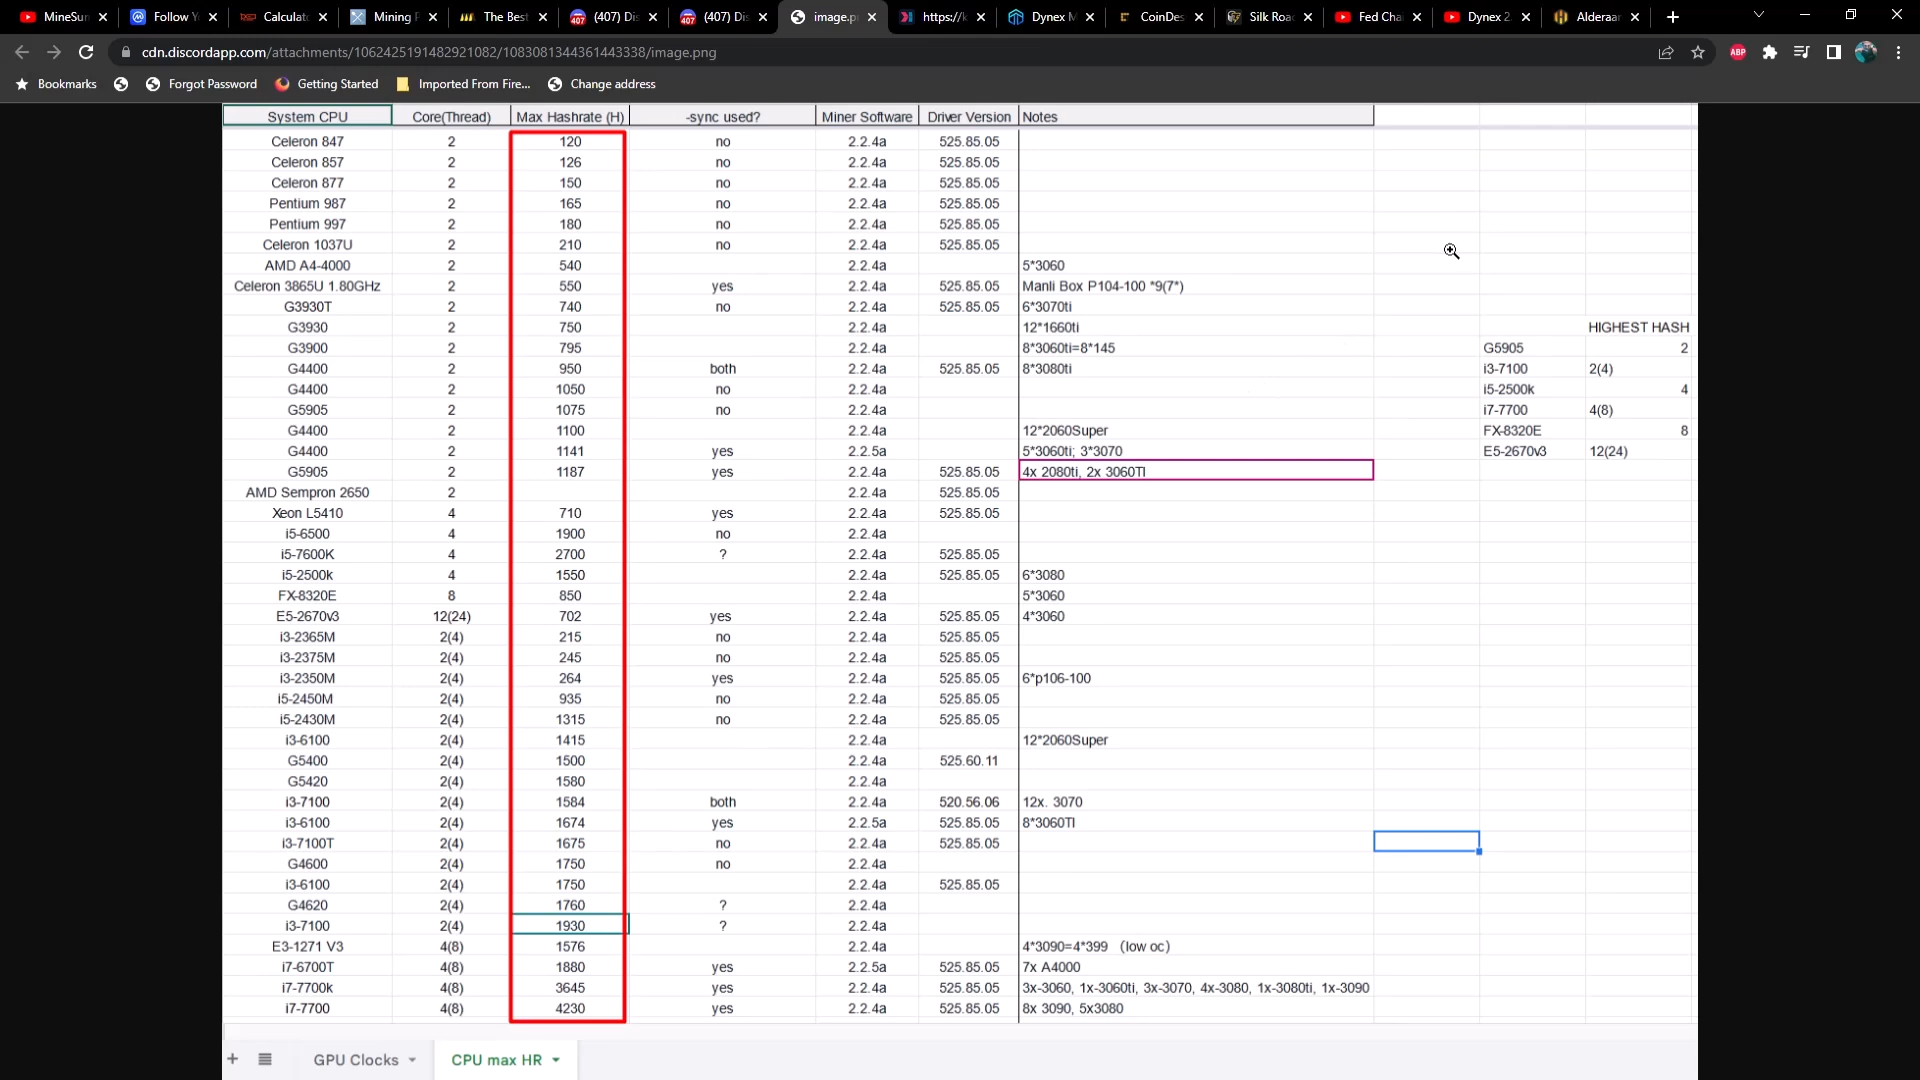 MineSun
Follow Y
Calculat
Mining P
The Best
(407) Dis
(407) Dis
image.p
https://k
Dynex M
CoinDes
Silk Roa
Fed Chai
Dynex 2
Alderaan
cdn.discordapp.com/attachments/1062425191482921082/1083081344361443338/image.png
ABP
Bookmarks Forgot Password Getting Started Imported From Fire... Change address
System CPU Core(Thread) Max Hashrate (H) -sync used? Miner Software Driver Version Notes
Celeron 847 2 120 no 2.2.4a 525.85.05
Celeron 857 2 126 no 2.2.4a 525.85.05
Celeron 877 2 150 no 2.2.4a 525.85.05
Pentium 987 2 165 no 2.2.4a 525.85.05
Pentium 997 2 180 no 2.2.4a 525.85.05
Celeron 1037U 2 210 no 2.2.4a 525.85.05
AMD A4-4000 2 540 2.2.4a 5*3060
Celeron 3865U 1.80GHz 2 550 yes 2.2.4a 525.85.05 Manli Box P104-100 *9(7*)
G3930T 2 740 no 2.2.4a 525.85.05 6*3070ti
G3930 2 750 2.2.4a 12*1660ti HIGHEST HASH
G3900 2 795 2.2.4a 8*3060ti=8*145 G5905 2
G4400 2 950 both 2.2.4a 525.85.05 8*3080ti i3-7100 2(4)
G4400 2 1050 no 2.2.4a i5-2500k 4
G5905 2 1075 no 2.2.4a i7-7700 4(8)
G4400 2 1100 2.2.4a 12*2060Super FX-8320E 8
G4400 2 1141 yes 2.2.5a 5*3060ti; 3*3070 E5-2670v3 12(24)
G5905 2 1187 yes 2.2.4a 525.85.05 4x 2080ti, 2x 3060TI
AMD Sempron 2650 2 2.2.4a 525.85.05
Xeon L5410 4 710 yes 2.2.4a 525.85.05
i5-6500 4 1900 no 2.2.4a
i5-7600K 4 2700 ? 2.2.4a 525.85.05
i5-2500k 4 1550 2.2.4a 525.85.05 6*3080
FX-8320E 8 850 2.2.4a 5*3060
E5-2670v3 12(24) 702 yes 2.2.4a 525.85.05 4*3060
i3-2365M 2(4) 215 no 2.2.4a 525.85.05
i3-2375M 2(4) 245 no 2.2.4a 525.85.05
i3-2350M 2(4) 264 yes 2.2.4a 525.85.05 6*p106-100
i5-2450M 2(4) 935 no 2.2.4a 525.85.05
i5-2430M 2(4) 1315 no 2.2.4a 525.85.05
i3-6100 2(4) 1415 2.2.4a 12*2060Super
G5400 2(4) 1500 2.2.4a 525.60.11
G5420 2(4) 1580 2.2.4a
i3-7100 2(4) 1584 both 2.2.4a 520.56.06 12x. 3070
i3-6100 2(4) 1674 yes 2.2.5a 525.85.05 8*3060TI
i3-7100T 2(4) 1675 no 2.2.4a 525.85.05
G4600 2(4) 1750 no 2.2.4a
i3-6100 2(4) 1750 2.2.4a 525.85.05
G4620 2(4) 1760 ? 2.2.4a
i3-7100 2(4) 1930 ? 2.2.4a
E3-1271 V3 4(8) 1576 2.2.4a 4*3090=4*399 (low oc)
i7-6700T 4(8) 1880 yes 2.2.5a 525.85.05 7x A4000
i7-7700k 4(8) 3645 yes 2.2.4a 525.85.05 3x-3060, 1x-3060ti, 3x-3070, 4x-3080, 1x-3080ti, 1x-3090
i7-7700 4(8) 4230 yes 2.2.4a 525.85.05 8x 3090, 5x3080
GPU Clocks CPU max HR